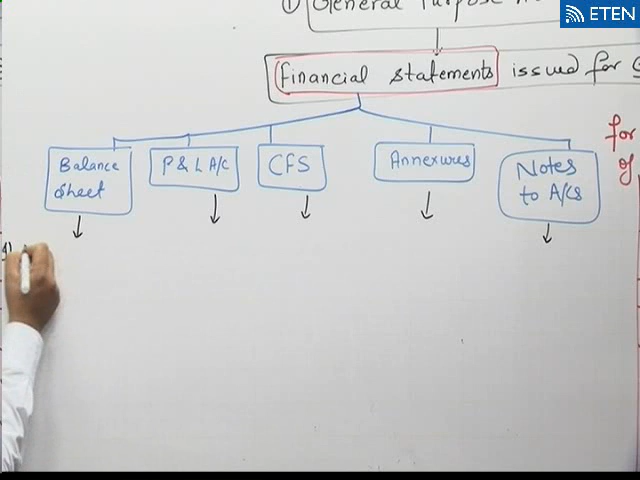 ETEN
① General Purpose
Financial Statements issued for
for
of
Balance
Sheet
P & L A/C
CFS
Annexures
Notes
to A/cs